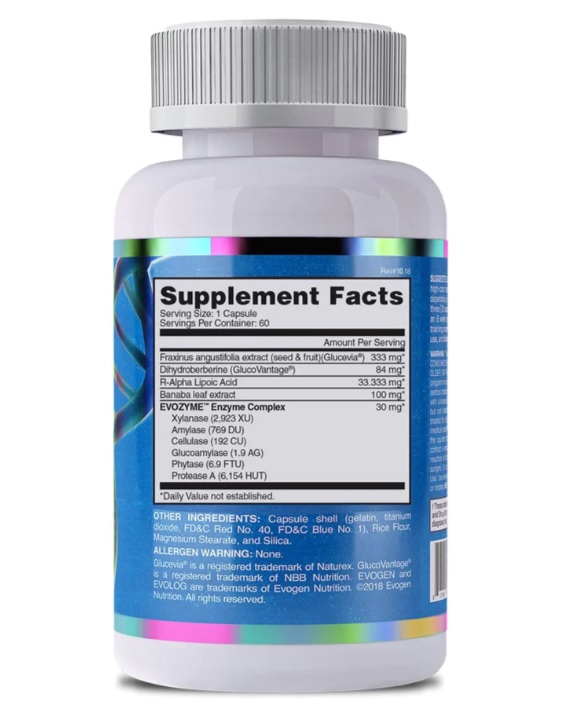 Rev#10.18
Supplement Facts
Serving Size: 1 Capsule
Servings Per Container: 60
Amount Per Serving
Fraxinus angustifolia extract (seed & fruit)(Glucevia®) 333 mg*
Dihydroberberine (GlucoVantage®) 84 mg*
R-Alpha Lipoic Acid 33.333 mg*
Banaba leaf extract 100 mg*
EVOZYME™ Enzyme Complex 30 mg*
Xylanase (2,923 XU)
Amylase (769 DU)
Cellulase (192 CU)
Glucoamylase (1.9 AG)
Phytase (6.9 FTU)
Protease A (6,154 HUT)
*Daily Value not established.
OTHER INGREDIENTS: Capsule shell (gelatin, titanium
dioxide, FD&C Red No. 40, FD&C Blue No. 1), Rice Flour,
Magnesium Stearate, and Silica.
ALLERGEN WARNING: None.
Glucevia® is a registered trademark of Naturex. GlucoVantage®
is a registered trademark of NBB Nutrition. EVOGEN and
EVOLOG are trademarks of Evogen Nutrition. ©2018 Evogen
Nutrition. All rights reserved.